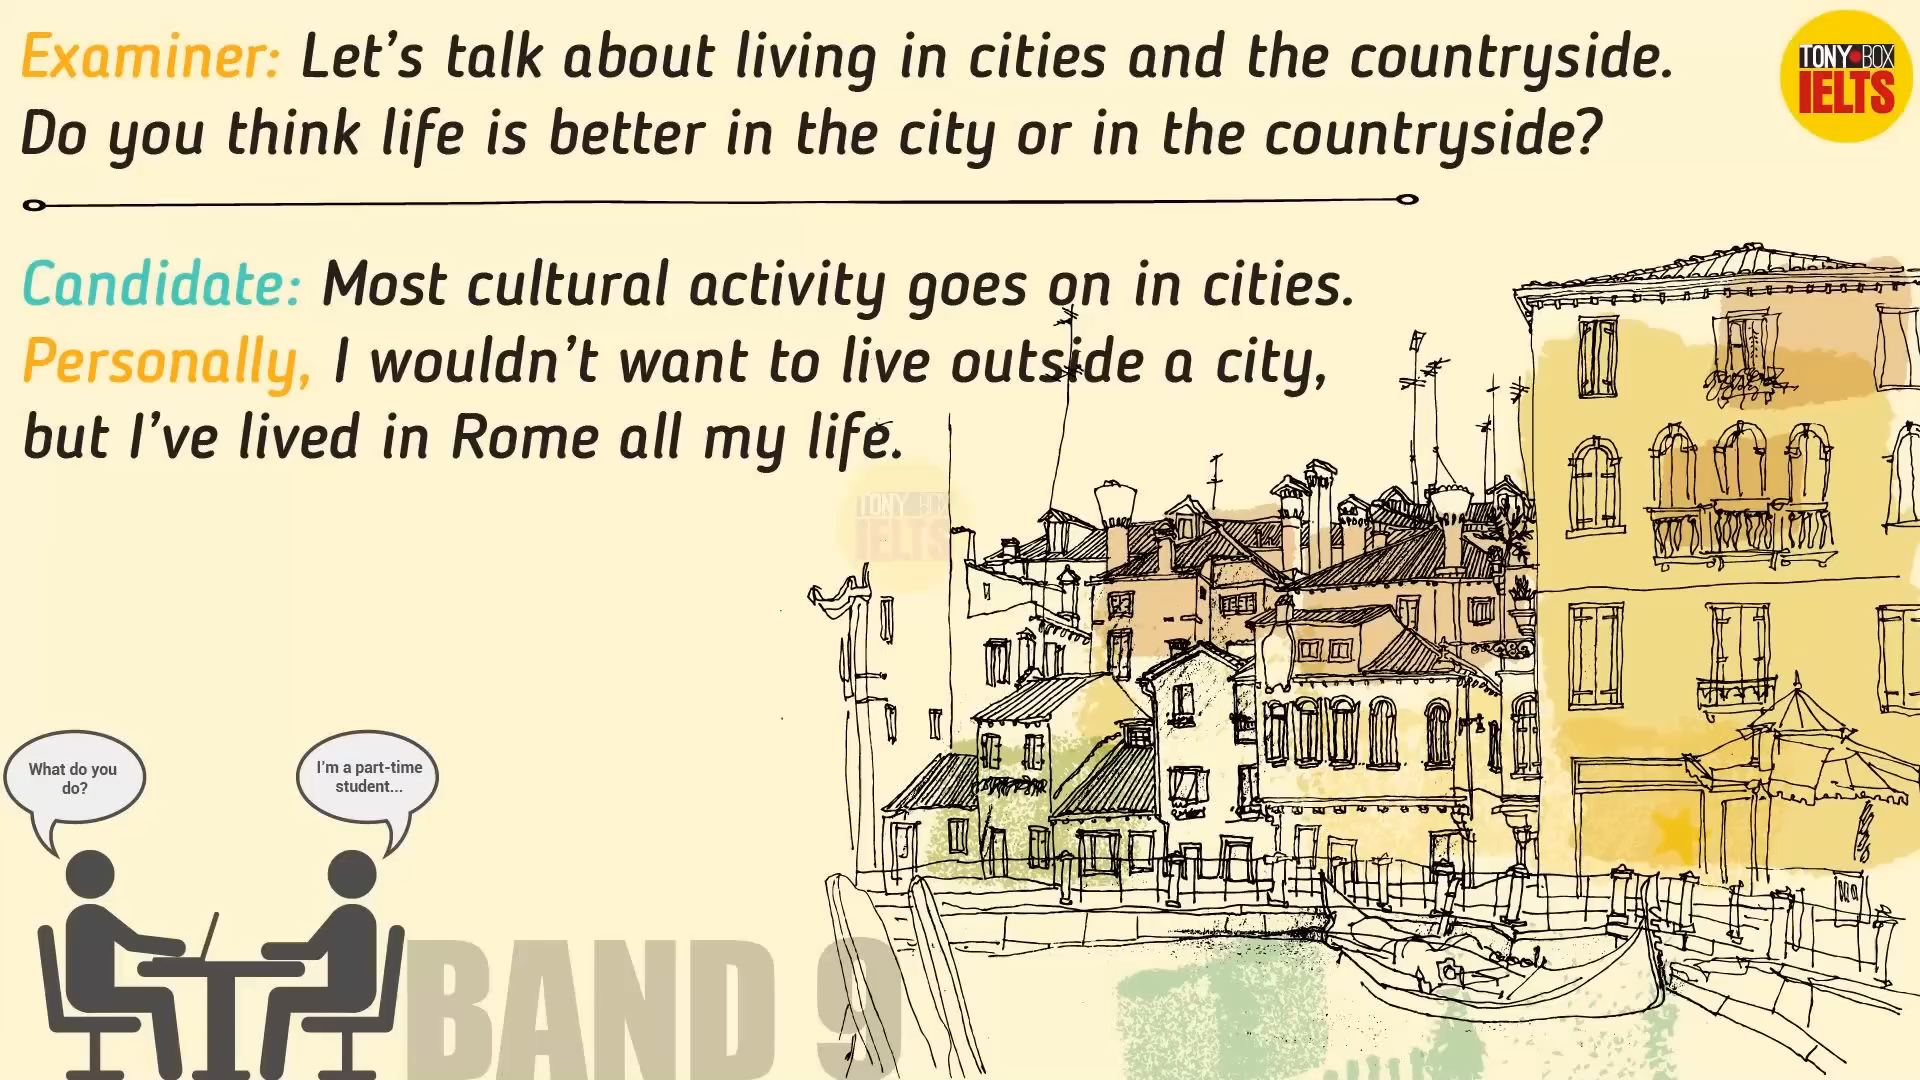 Examiner: Let's talk about living in cities and the countryside.
Do you think life is better in the city or in the countryside?
TONY BOX
IELTS
Candidate: Most cultural activity goes on in cities.
Personally, I wouldn't want to live outside a city,
but I've lived in Rome all my life.
TONY BOX
IELTS
What do you
do?
I'm a part-time
student...
BAND 9